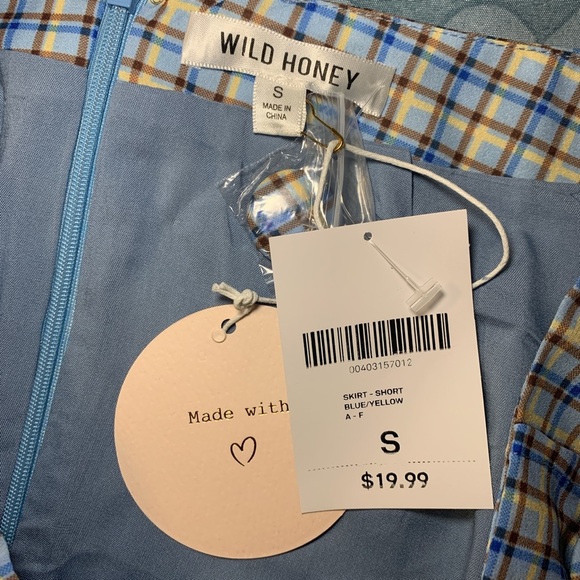 WILD HONEY
S
MADE IN
CHINA
00403157012
SKIRT - SHORT
BLUE/YELLOW
A - F
S
$19.99
Made with